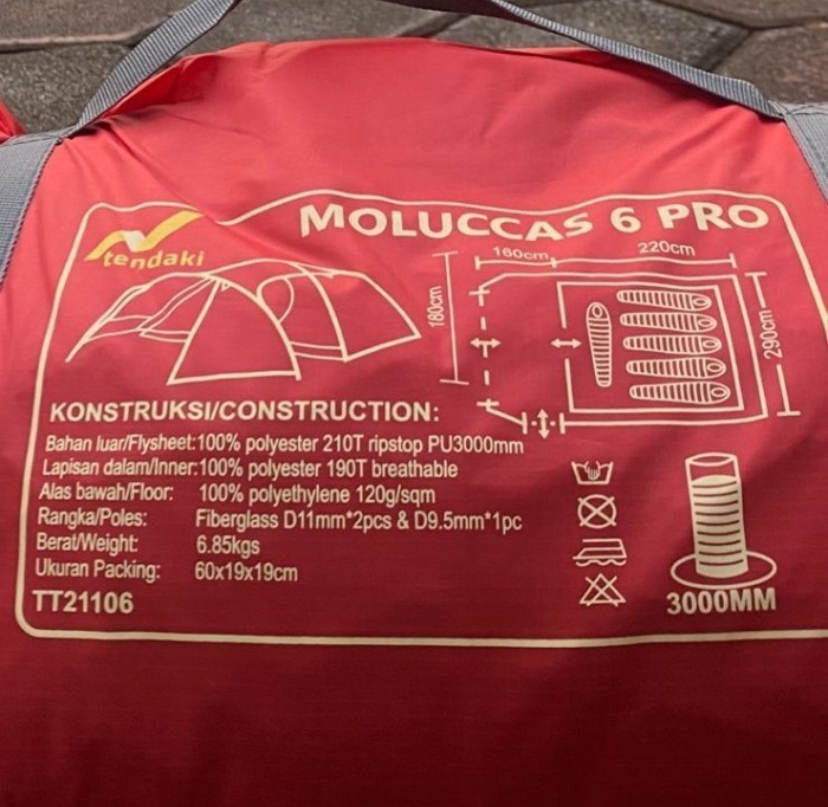 MOLUCCAS 6 PRO
tendaki
160cm
220cm
180cm
290cm
KONSTRUKSI/CONSTRUCTION:
Bahan luar/Flysheet:100% polyester 210T ripstop PU3000mm
Lapisan dalam/Inner:100% polyester 190T breathable
Alas bawah/Floor: 100% polyethylene 120g/sqm
Rangka/Poles: Fiberglass D11mm*2pcs & D9.5mm*1pc
Berat/Weight: 6.85kgs
Ukuran Packing: 60x19x19cm
TT21106
3000MM